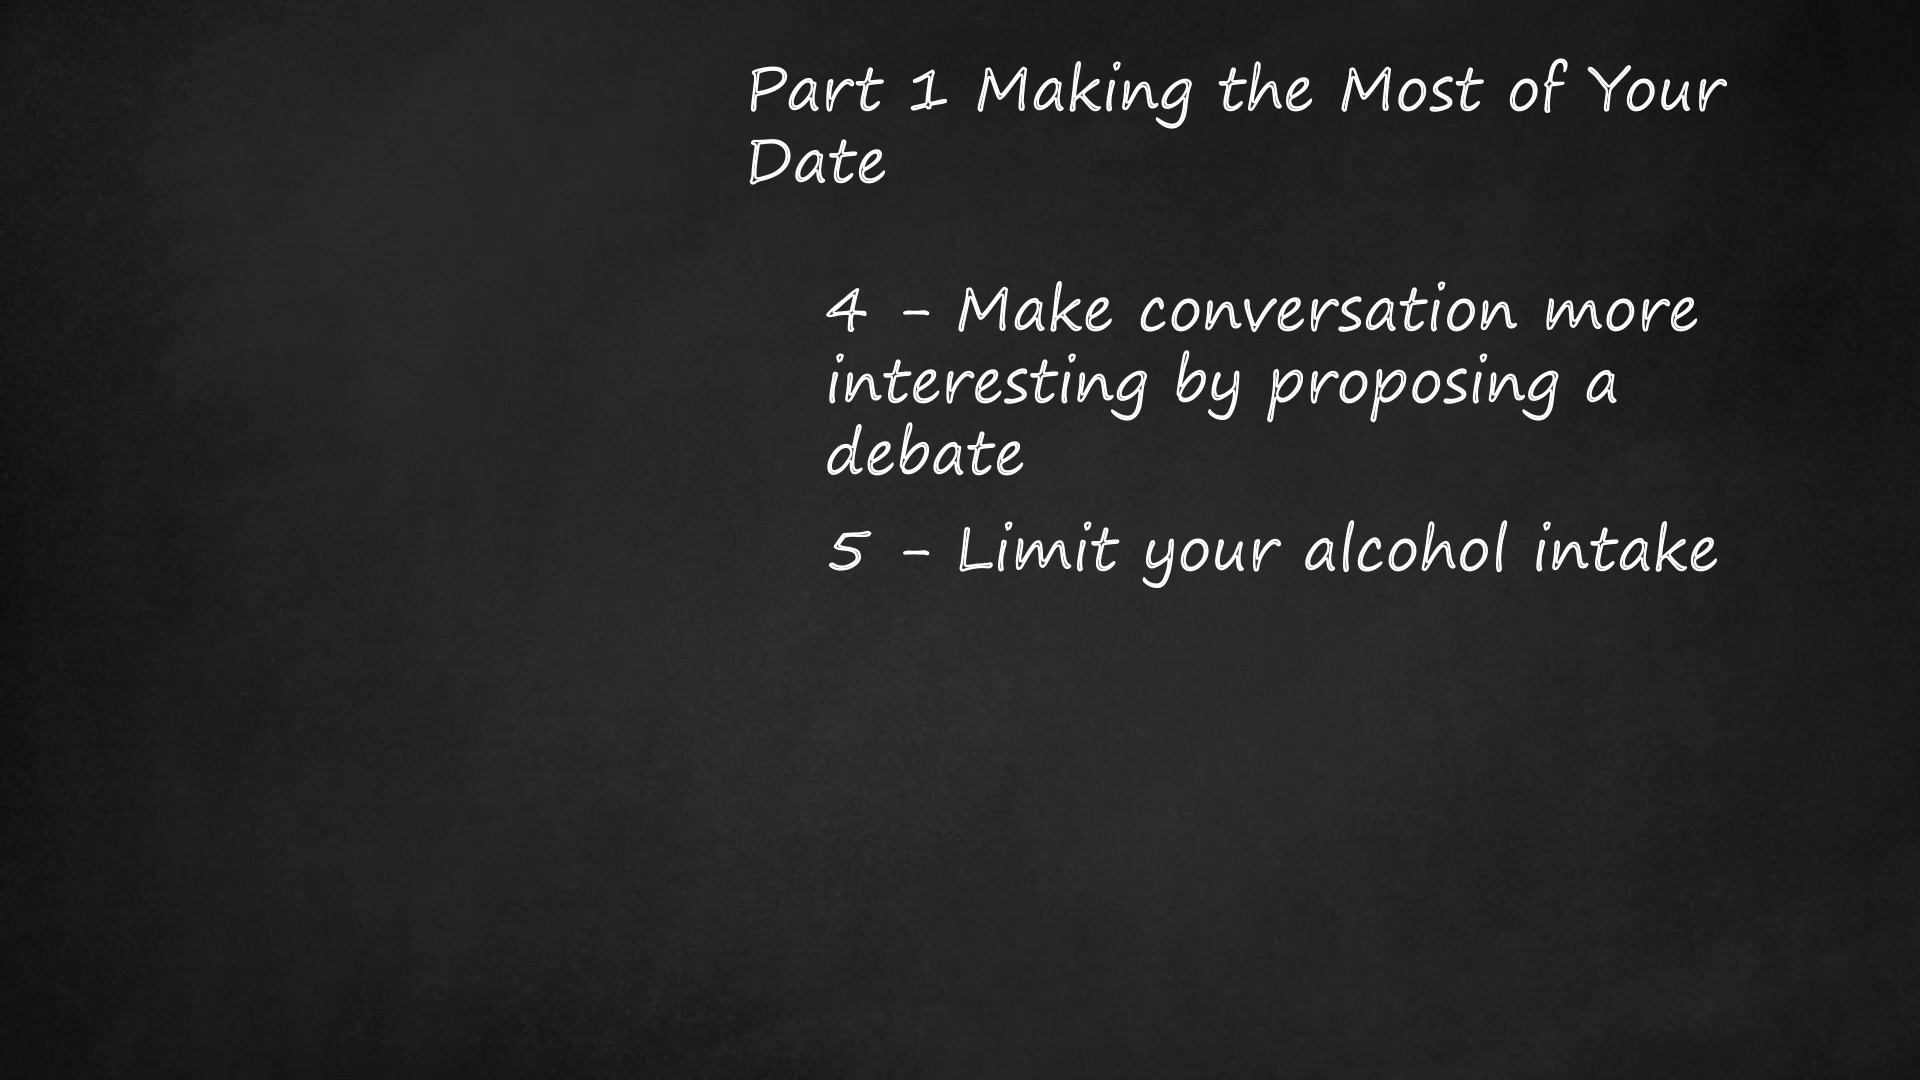 Part 1 Making the Most of Your
Date
4 - Make conversation more
interesting by proposing a
debate
5 - Limit your alcohol intake